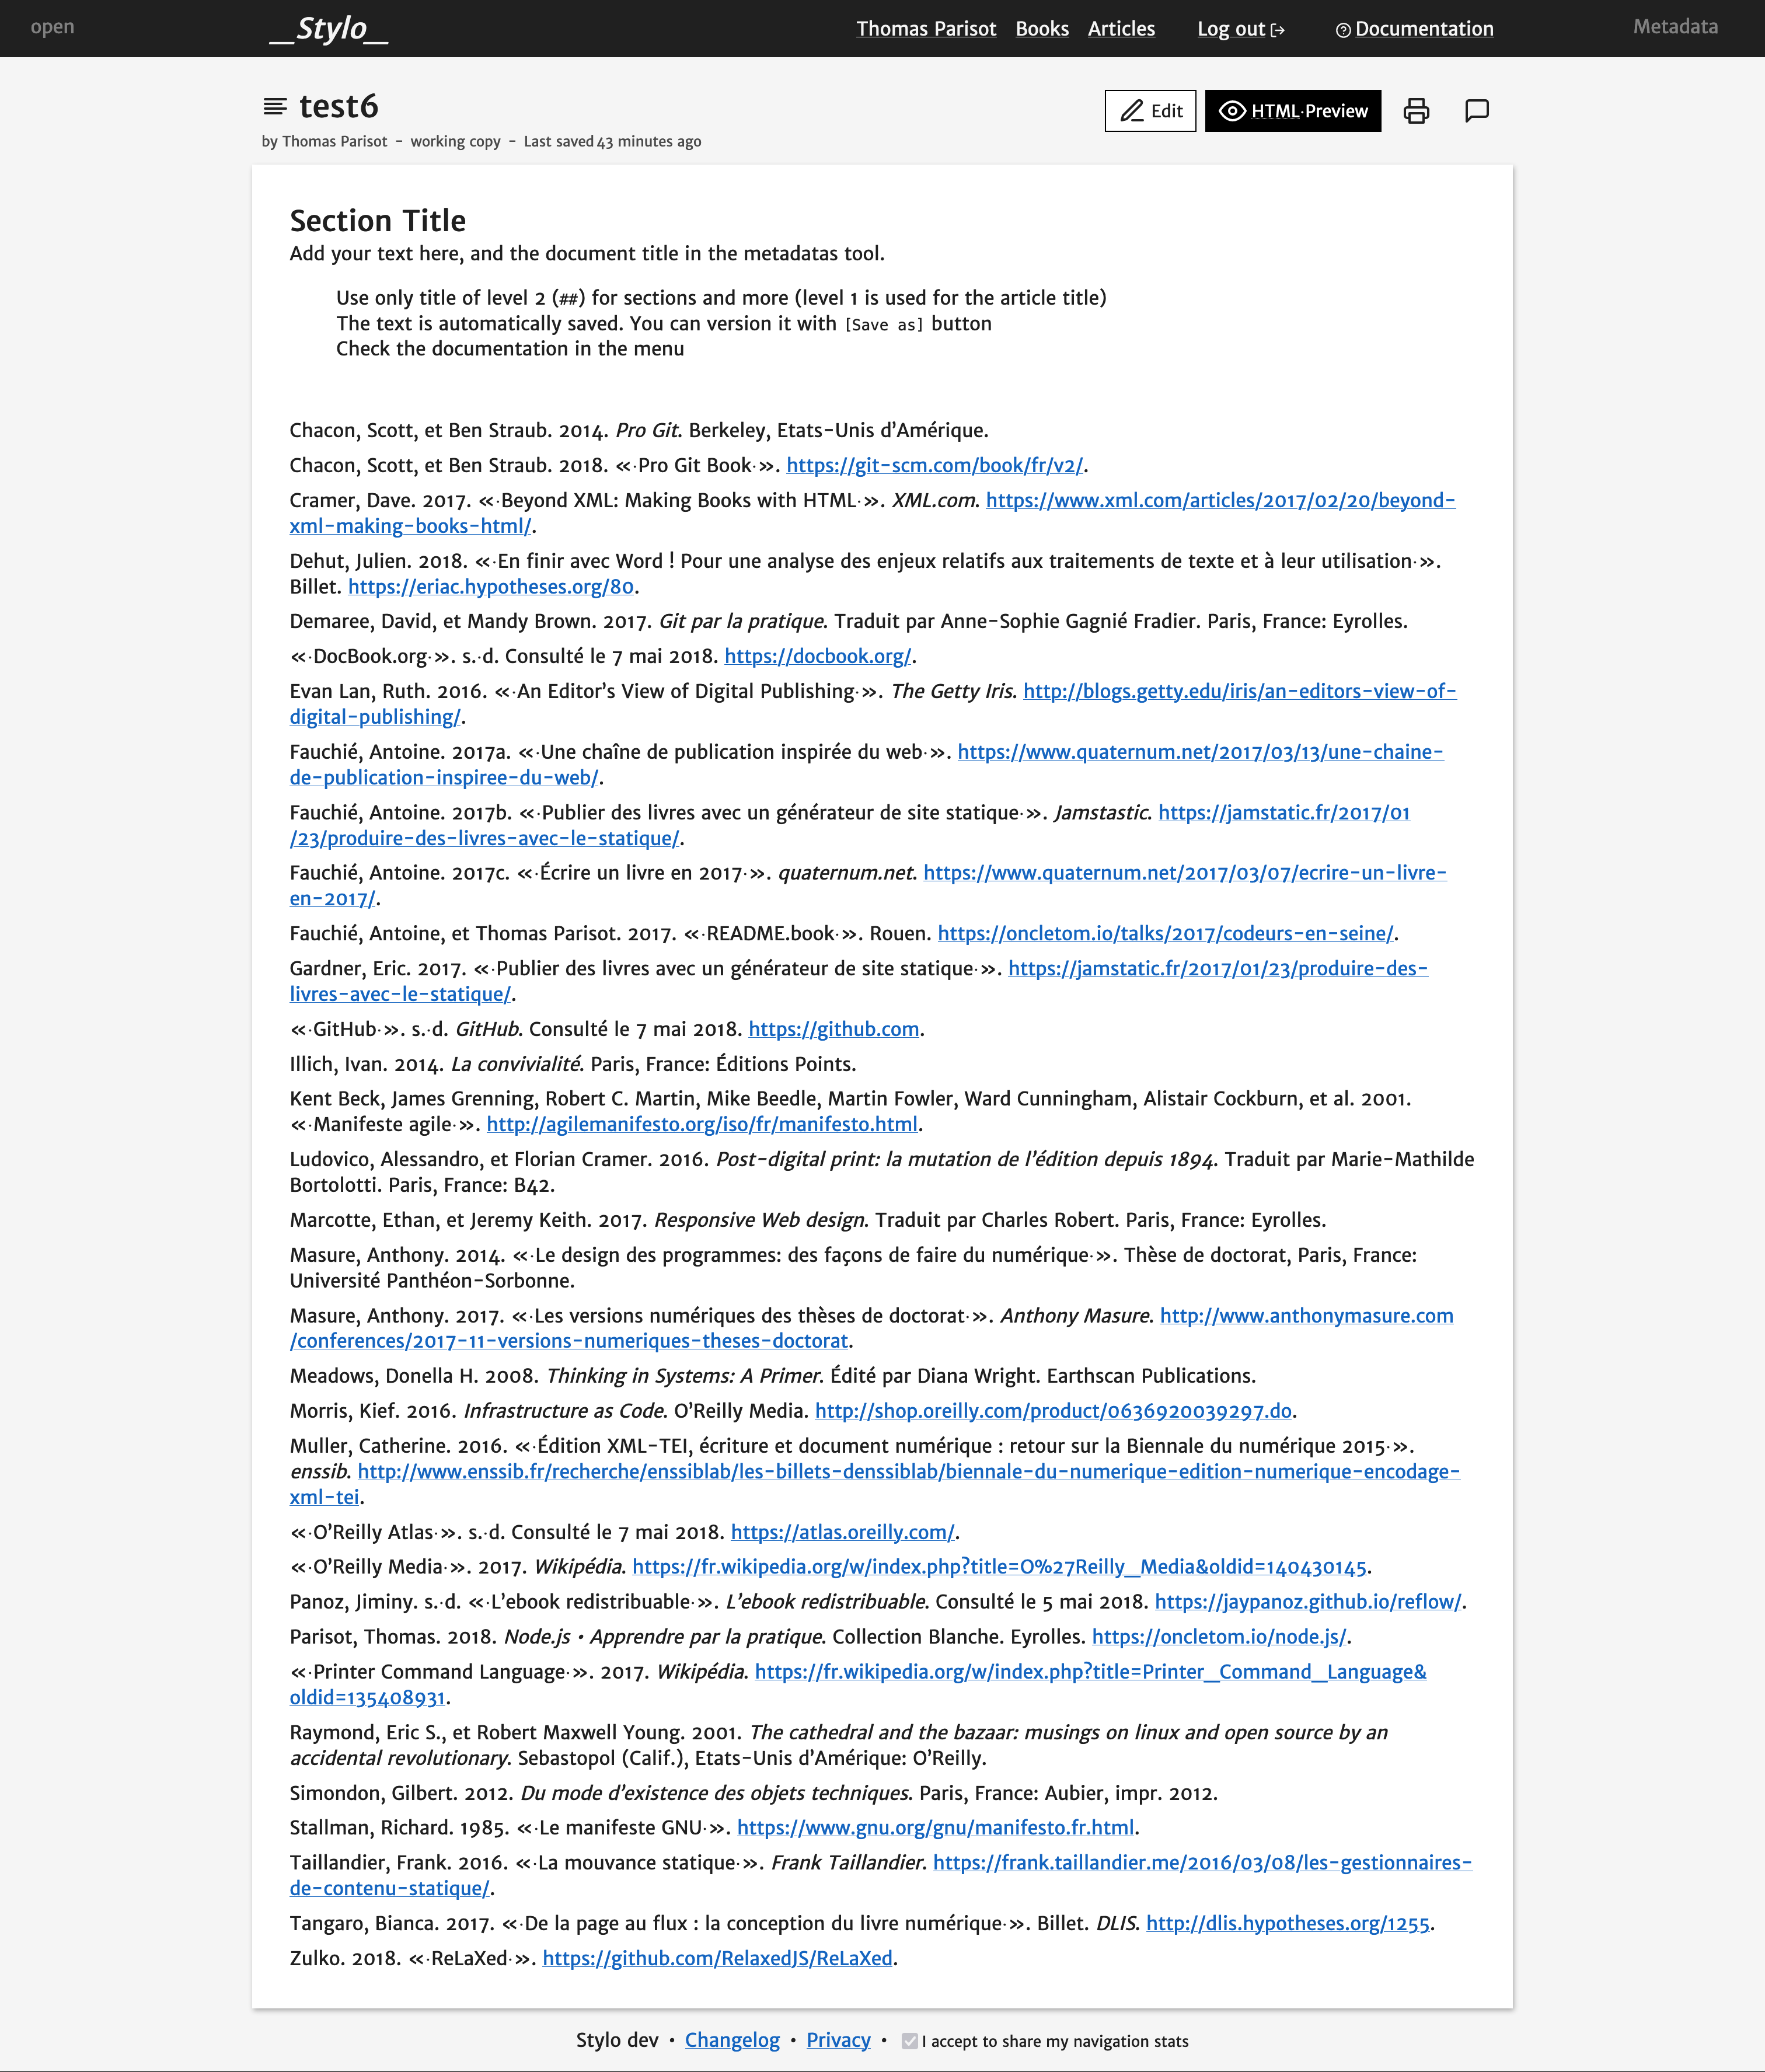 open
__Stylo__
Thomas Parisot Books Articles Log out Documentation
Metadata
test6
Edit HTML·Preview
by Thomas Parisot - working copy - Last saved 43 minutes ago
Section Title
Add your text here, and the document title in the metadatas tool.
Use only title of level 2 (##) for sections and more (level 1 is used for the article title)
The text is automatically saved. You can version it with [Save as] button
Check the documentation in the menu
Chacon, Scott, et Ben Straub. 2014. Pro Git. Berkeley, Etats-Unis d’Amérique.
Chacon, Scott, et Ben Straub. 2018. «·Pro Git Book·». https://git-scm.com/book/fr/v2/.
Cramer, Dave. 2017. «·Beyond XML: Making Books with HTML·». XML.com. https://www.xml.com/articles/2017/02/20/beyond-
xml-making-books-html/.
Dehut, Julien. 2018. «·En finir avec Word ! Pour une analyse des enjeux relatifs aux traitements de texte et à leur utilisation·».
Billet. https://eriac.hypotheses.org/80.
Demaree, David, et Mandy Brown. 2017. Git par la pratique. Traduit par Anne-Sophie Gagnié Fradier. Paris, France: Eyrolles.
«·DocBook.org·». s.·d. Consulté le 7 mai 2018. https://docbook.org/.
Evan Lan, Ruth. 2016. «·An Editor’s View of Digital Publishing·». The Getty Iris. http://blogs.getty.edu/iris/an-editors-view-of-
digital-publishing/.
Fauchié, Antoine. 2017a. «·Une chaîne de publication inspirée du web·». https://www.quaternum.net/2017/03/13/une-chaine-
de-publication-inspiree-du-web/.
Fauchié, Antoine. 2017b. «·Publier des livres avec un générateur de site statique·». Jamstastic. https://jamstatic.fr/2017/01
/23/produire-des-livres-avec-le-statique/.
Fauchié, Antoine. 2017c. «·Écrire un livre en 2017·». quaternum.net. https://www.quaternum.net/2017/03/07/ecrire-un-livre-
en-2017/.
Fauchié, Antoine, et Thomas Parisot. 2017. «·README.book·». Rouen. https://oncletom.io/talks/2017/codeurs-en-seine/.
Gardner, Eric. 2017. «·Publier des livres avec un générateur de site statique·». https://jamstatic.fr/2017/01/23/produire-des-
livres-avec-le-statique/.
«·GitHub·». s.·d. GitHub. Consulté le 7 mai 2018. https://github.com.
Illich, Ivan. 2014. La convivialité. Paris, France: Éditions Points.
Kent Beck, James Grenning, Robert C. Martin, Mike Beedle, Martin Fowler, Ward Cunningham, Alistair Cockburn, et al. 2001.
«·Manifeste agile·». http://agilemanifesto.org/iso/fr/manifesto.html.
Ludovico, Alessandro, et Florian Cramer. 2016. Post-digital print: la mutation de l’édition depuis 1894. Traduit par Marie-Mathilde
Bortolotti. Paris, France: B42.
Marcotte, Ethan, et Jeremy Keith. 2017. Responsive Web design. Traduit par Charles Robert. Paris, France: Eyrolles.
Masure, Anthony. 2014. «·Le design des programmes: des façons de faire du numérique·». Thèse de doctorat, Paris, France:
Université Panthéon-Sorbonne.
Masure, Anthony. 2017. «·Les versions numériques des thèses de doctorat·». Anthony Masure. http://www.anthonymasure.com
/conferences/2017-11-versions-numeriques-theses-doctorat.
Meadows, Donella H. 2008. Thinking in Systems: A Primer. Édité par Diana Wright. Earthscan Publications.
Morris, Kief. 2016. Infrastructure as Code. O’Reilly Media. http://shop.oreilly.com/product/0636920039297.do.
Muller, Catherine. 2016. «·Édition XML-TEI, écriture et document numérique : retour sur la Biennale du numérique 2015·».
enssib. http://www.enssib.fr/recherche/enssiblab/les-billets-denssiblab/biennale-du-numerique-edition-numerique-encodage-
xml-tei.
«·O’Reilly Atlas·». s.·d. Consulté le 7 mai 2018. https://atlas.oreilly.com/.
«·O’Reilly Media·». 2017. Wikipédia. https://fr.wikipedia.org/w/index.php?title=O%27Reilly_Media&oldid=140430145.
Panoz, Jiminy. s.·d. «·L’ebook redistribuable·». L’ebook redistribuable. Consulté le 5 mai 2018. https://jaypanoz.github.io/reflow/.
Parisot, Thomas. 2018. Node.js • Apprendre par la pratique. Collection Blanche. Eyrolles. https://oncletom.io/node.js/.
«·Printer Command Language·». 2017. Wikipédia. https://fr.wikipedia.org/w/index.php?title=Printer_Command_Language&
oldid=135408931.
Raymond, Eric S., et Robert Maxwell Young. 2001. The cathedral and the bazaar: musings on linux and open source by an
accidental revolutionary. Sebastopol (Calif.), Etats-Unis d’Amérique: O’Reilly.
Simondon, Gilbert. 2012. Du mode d’existence des objets techniques. Paris, France: Aubier, impr. 2012.
Stallman, Richard. 1985. «·Le manifeste GNU·». https://www.gnu.org/gnu/manifesto.fr.html.
Taillandier, Frank. 2016. «·La mouvance statique·». Frank Taillandier. https://frank.taillandier.me/2016/03/08/les-gestionnaires-
de-contenu-statique/.
Tangaro, Bianca. 2017. «·De la page au flux : la conception du livre numérique·». Billet. DLIS. http://dlis.hypotheses.org/1255.
Zulko. 2018. «·ReLaXed·». https://github.com/RelaxedJS/ReLaXed.
Stylo dev • Changelog • Privacy • I accept to share my navigation stats